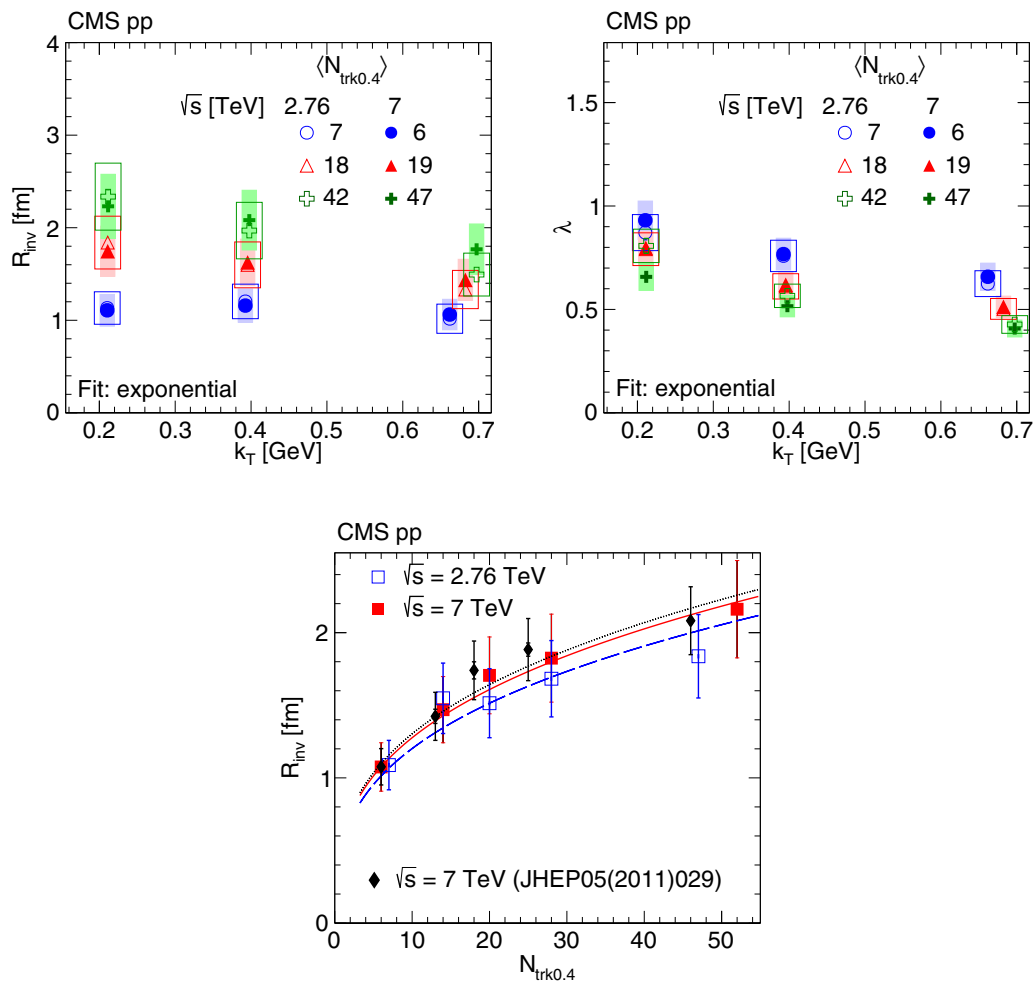 CMS pp
⟨N_trk0.4⟩
√s [TeV] 2.76 7
7 6
18 19
42 47
R_inv [fm]
4
3
2
1
0
Fit: exponential
0.2 0.3 0.4 0.5 0.6 0.7
k_T [GeV]
CMS pp
⟨N_trk0.4⟩
√s [TeV] 2.76 7
7 6
18 19
42 47
λ
1.5
1
0.5
0
Fit: exponential
0.2 0.3 0.4 0.5 0.6 0.7
k_T [GeV]
CMS pp
√s = 2.76 TeV
√s = 7 TeV
R_inv [fm]
2
1
0
√s = 7 TeV (JHEP05(2011)029)
0 10 20 30 40 50
N_trk0.4